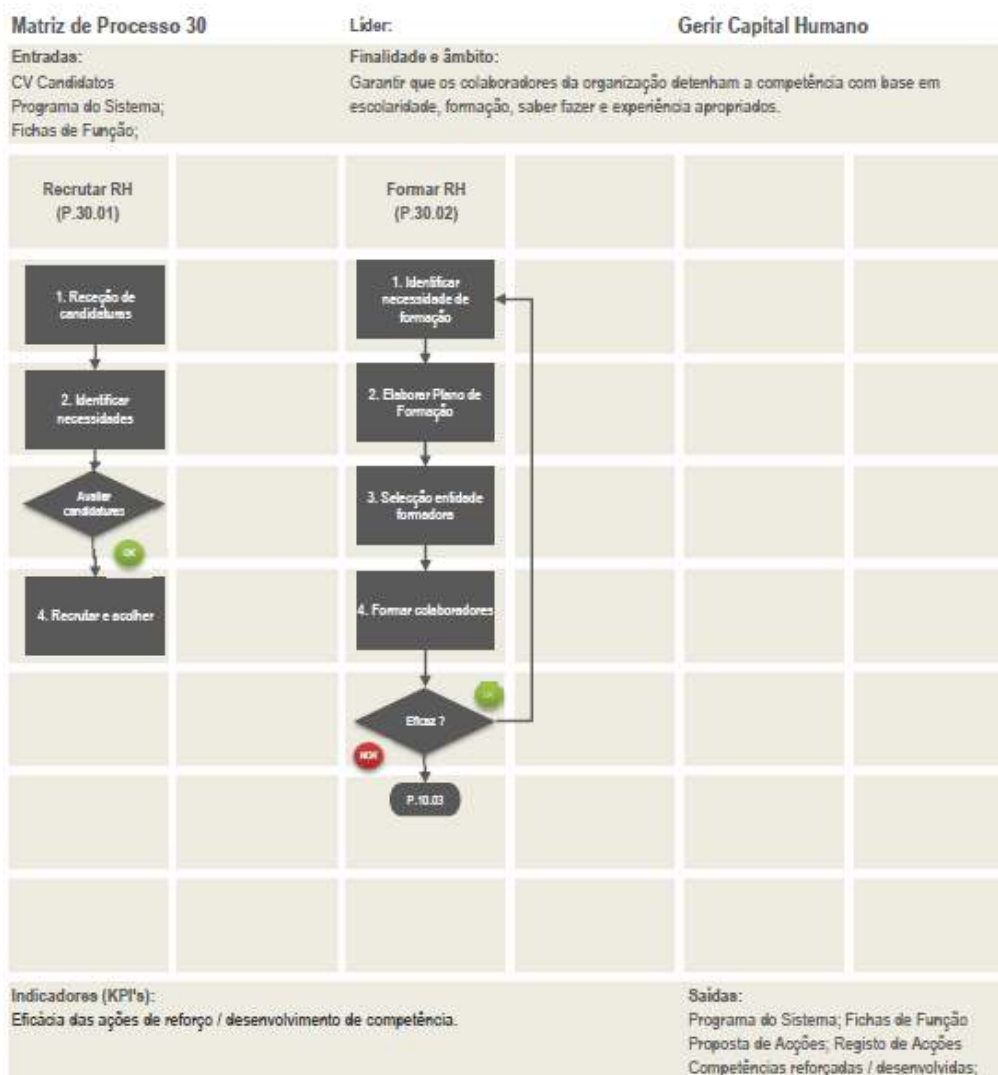 Matriz de Processo 30
Líder:
Gerir Capital Humano
Entradas:
CV Candidatos
Programa do Sistema;
Fichas de Função;
Finalidade e âmbito:
Garantir que os colaboradores da organização detenham a competência com base em
escolaridade, formação, saber fazer e experiência apropriados.
Recrutar RH
(P.30.01)
Formar RH
(P.30.02)
1. Receção de
candidaturas
2. Identificar
necessidades
Avaliar
candidaturas
OK
4. Recrutar e acolher
1. Identificar
necessidade de
formação
2. Elaborar Plano de
Formação
3. Selecção entidade
formadora
4. Formar colaboradores
Eficaz ?
OK
NOK
P.10.03
Indicadores (KPI's):
Eficácia das ações de reforço / desenvolvimento de competência.
Saídas:
Programa do Sistema; Fichas de Função
Proposta de Acções; Registo de Acções
Competências reforçadas / desenvolvidas;